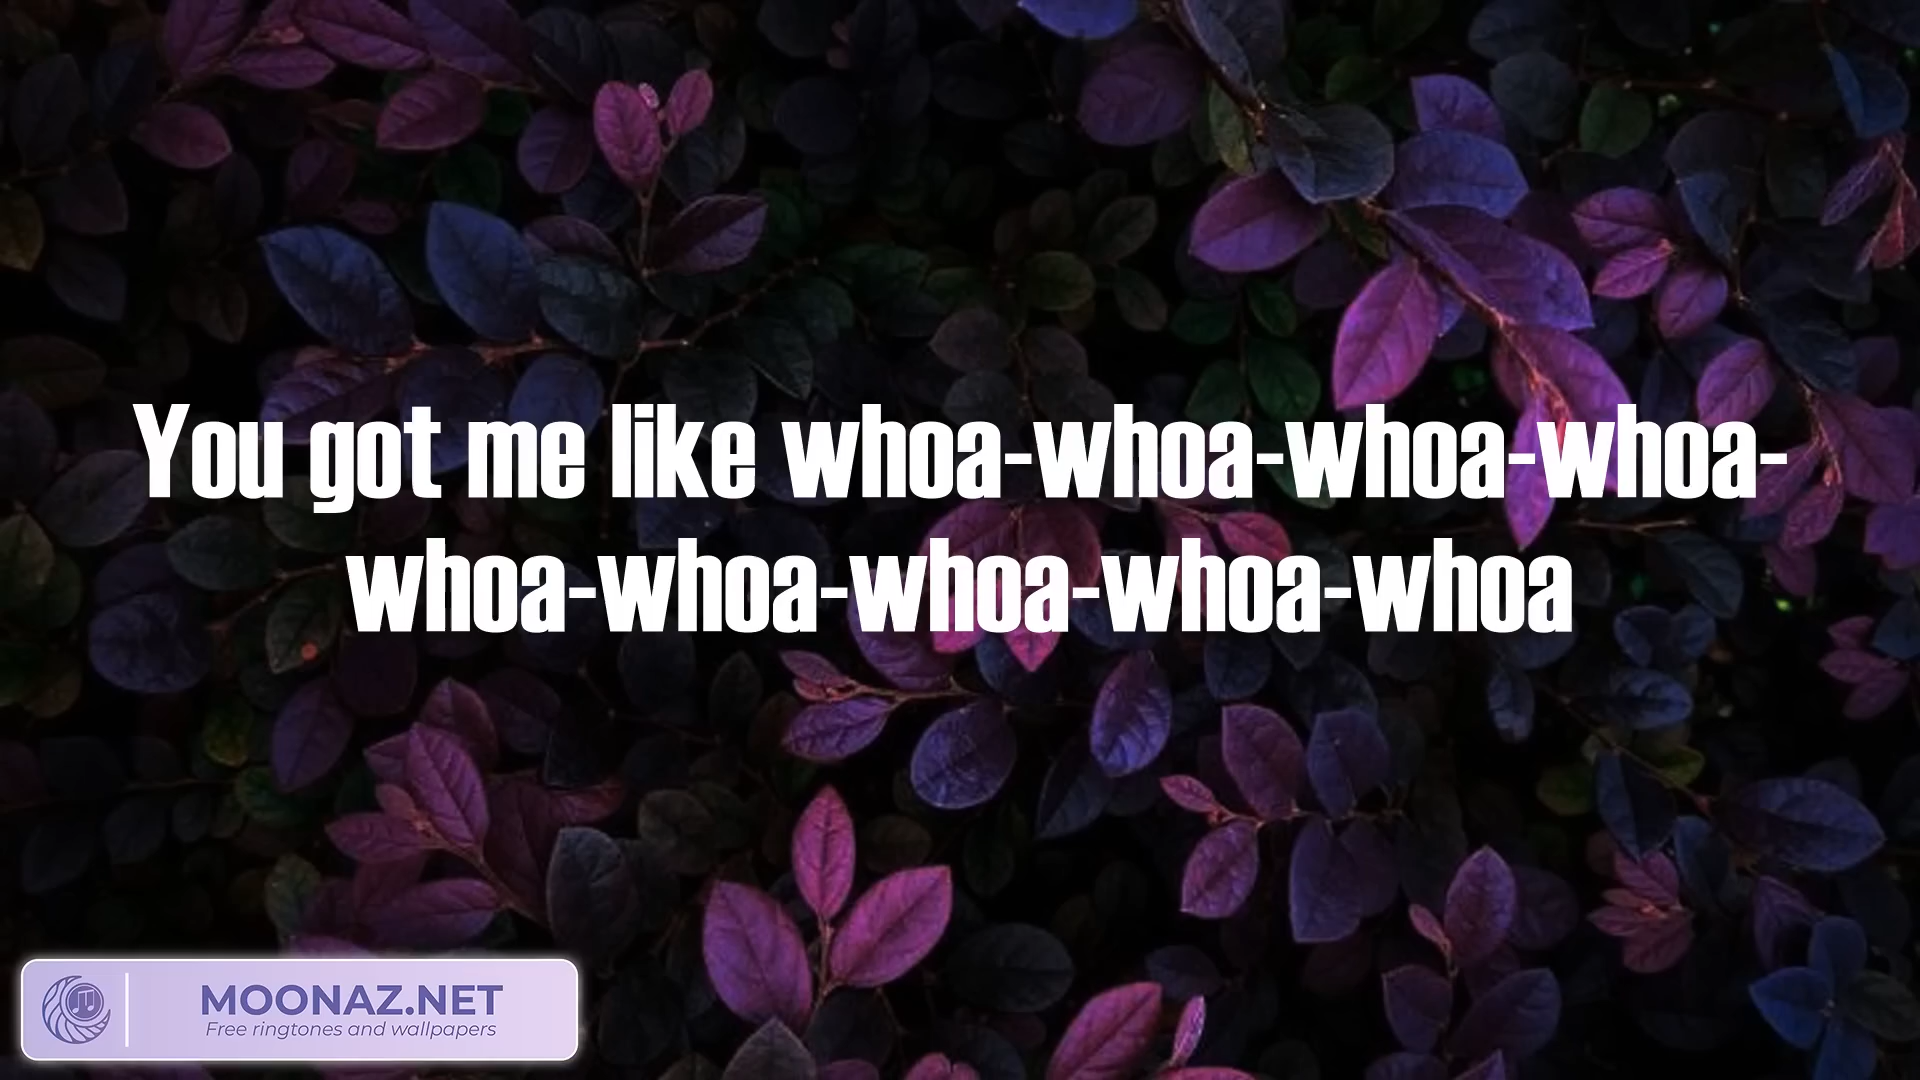 You got me like whoa-whoa-whoa-whoa-
whoa-whoa-whoa-whoa-whoa
MOONAZ.NET
Free ringtones and wallpapers